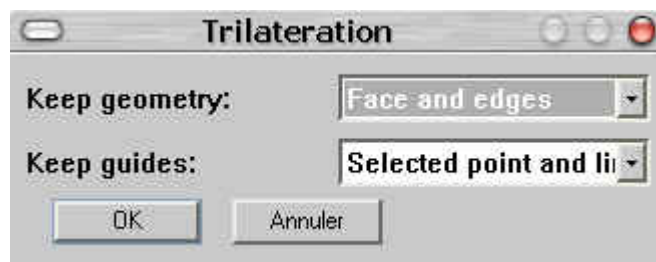 Trilateration
Keep geometry: Face and edges
Keep guides: Selected point and li
OK Annuler